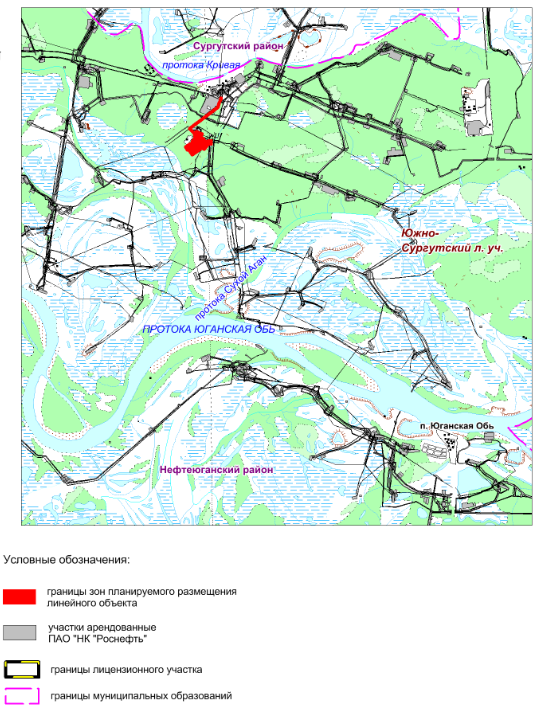 Сургутский район
протока Кривая
Южно-
Сургутский л. уч.
протока Сухой Аган
ПРОТОКА ЮГАНСКАЯ ОБЬ
п. Юганская Обь
Нефтеюганский район
Условные обозначения:
границы зон планируемого размещения
линейного объекта
участки арендованные
ПАО "НК "Роснефть"
границы лицензионного участка
границы муниципальных образований